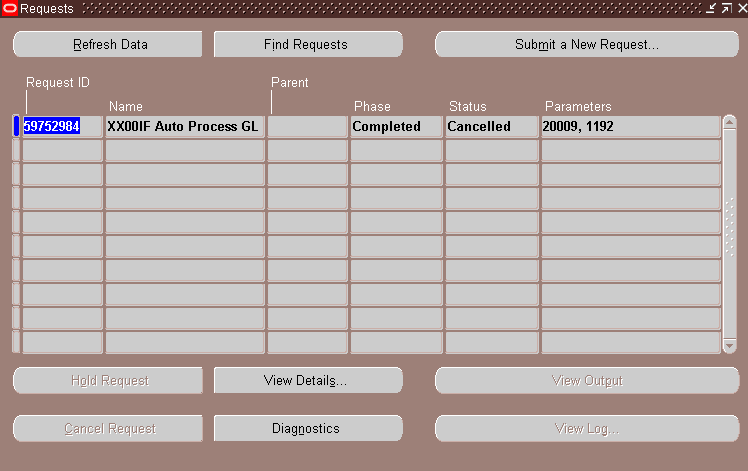 Requests
Refresh Data
Find Requests
Submit a New Request...
Request ID
Parent
Name
Phase
Status
Parameters
59752984
XX00IF Auto Process GL
Completed
Cancelled
20009, 1192
Hold Request
View Details...
View Output
Cancel Request
Diagnostics
View Log...